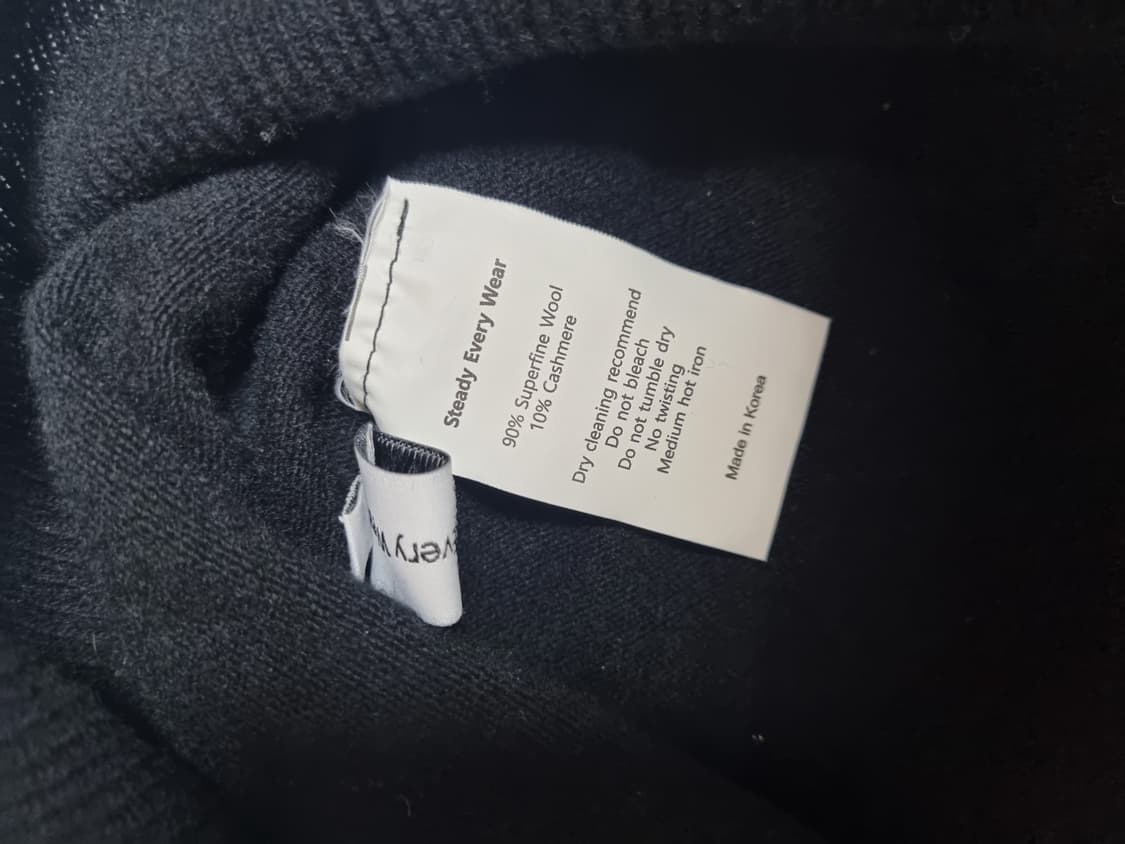 Steady Every Wear
90% Superfine Wool
10% Cashmere
Dry cleaning recommend
Do not bleach
Do not tumble dry
No twisting
Medium hot iron
Made in Korea
Every